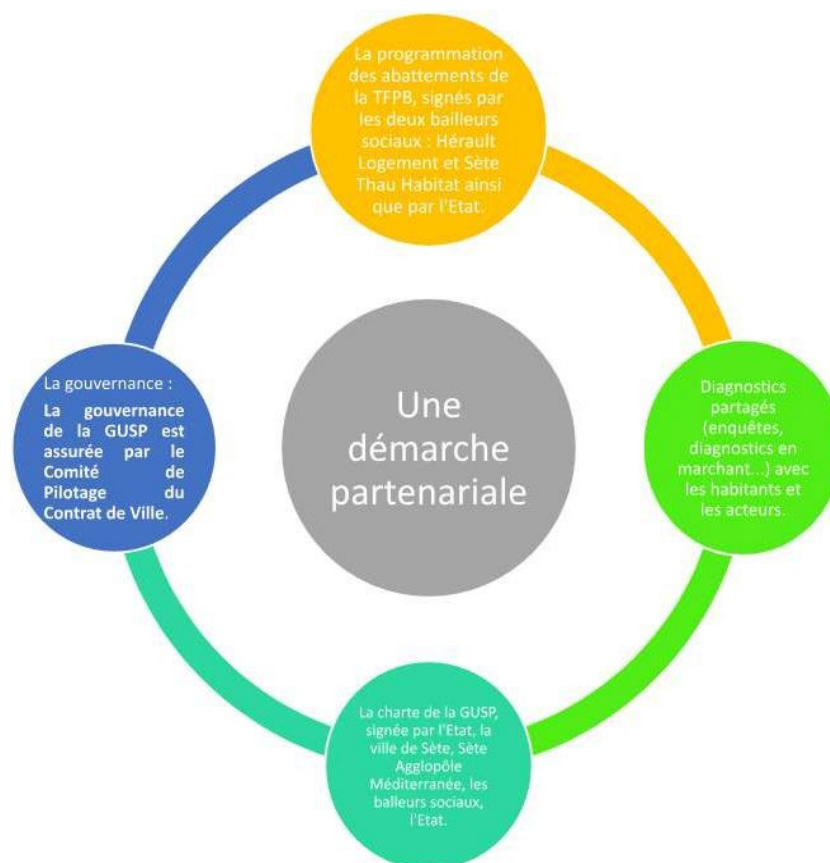 La programmation
des abattements de
la TFPB, signés par
les deux bailleurs
sociaux : Hérault
Logement et Sète
Thau Habitat ainsi
que par l'Etat.
La gouvernance :
La gouvernance
de la GUSP est
assurée par le
Comité de
Pilotage du
Contrat de Ville.
Une
démarche
partenariale
Diagnostics
partagés
(enquêtes,
diagnostics en
marchant...) avec
les habitants et
les acteurs.
La charte de la GUSP,
signée par l'Etat, la
ville de Sète, Sète
Agglopôle
Méditerranée, les
balleurs sociaux,
l'Etat.